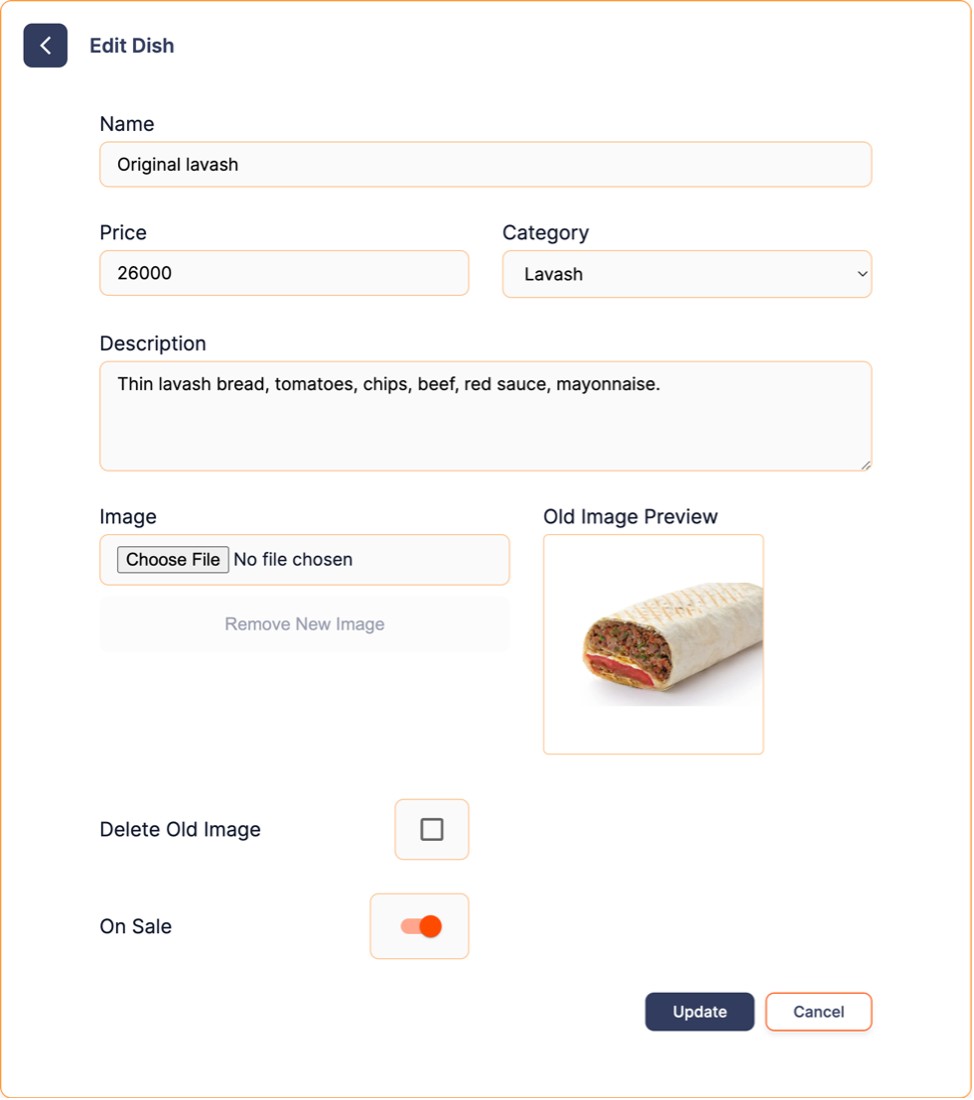 Edit Dish
Name
Original lavash
Price
Category
26000
Lavash
Description
Thin lavash bread, tomatoes, chips, beef, red sauce, mayonnaise.
Image
Old Image Preview
Choose File No file chosen
Remove New Image
Delete Old Image
On Sale
Update
Cancel